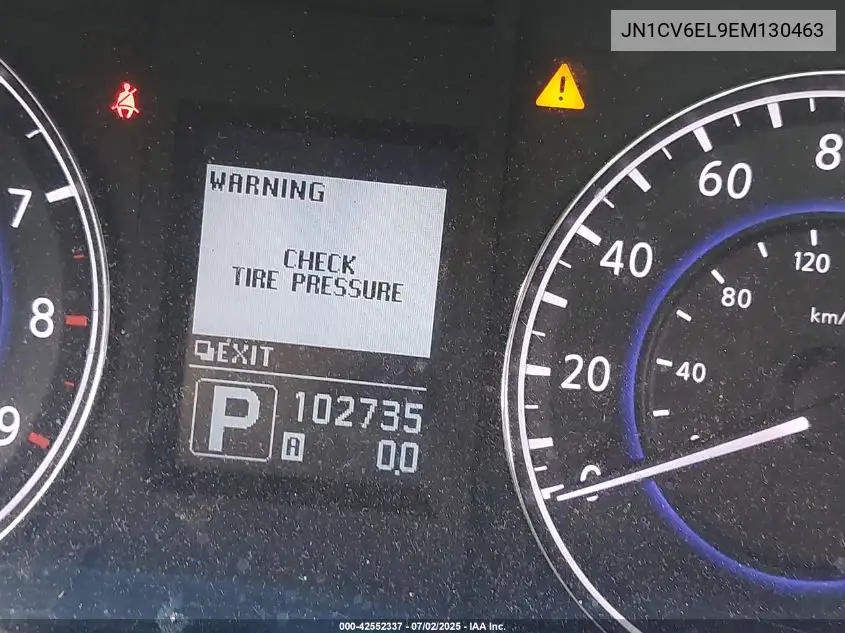 JN1CV6EL9EM130463
WARNING
CHECK
TIRE PRESSURE
EXIT
P
102735
A 0.0
7
8
9
80
60
40
20
0
120
80
40
km/
000-42552337 - 07/02/2025 - IAA Inc.